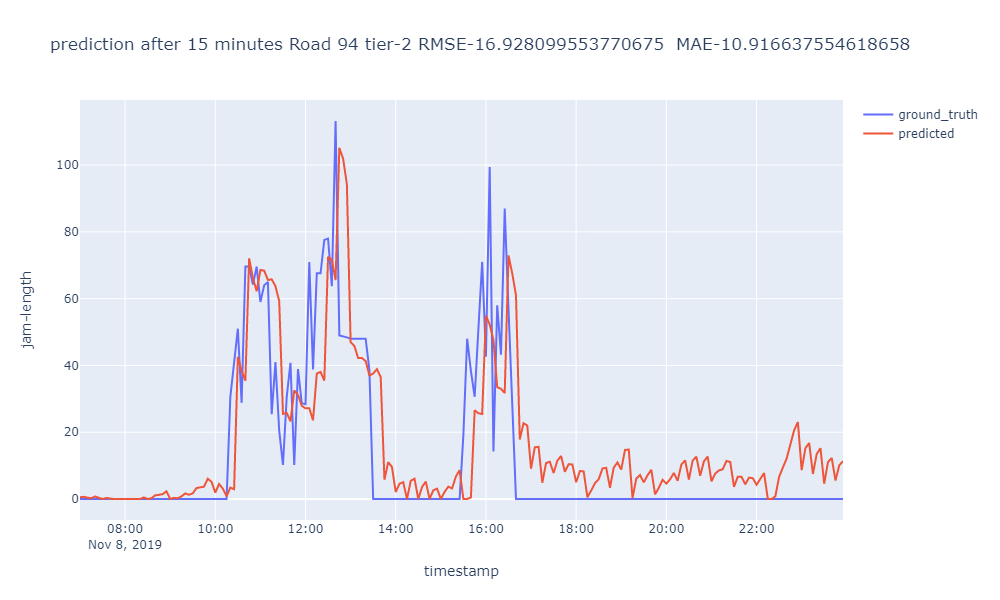 prediction after 15 minutes Road 94 tier-2 RMSE-16.928099553770675  MAE-10.916637554618658
ground_truth
predicted
jam-length
100
80
60
40
20
0
08:00 10:00 12:00 14:00 16:00 18:00 20:00 22:00
Nov 8, 2019
timestamp